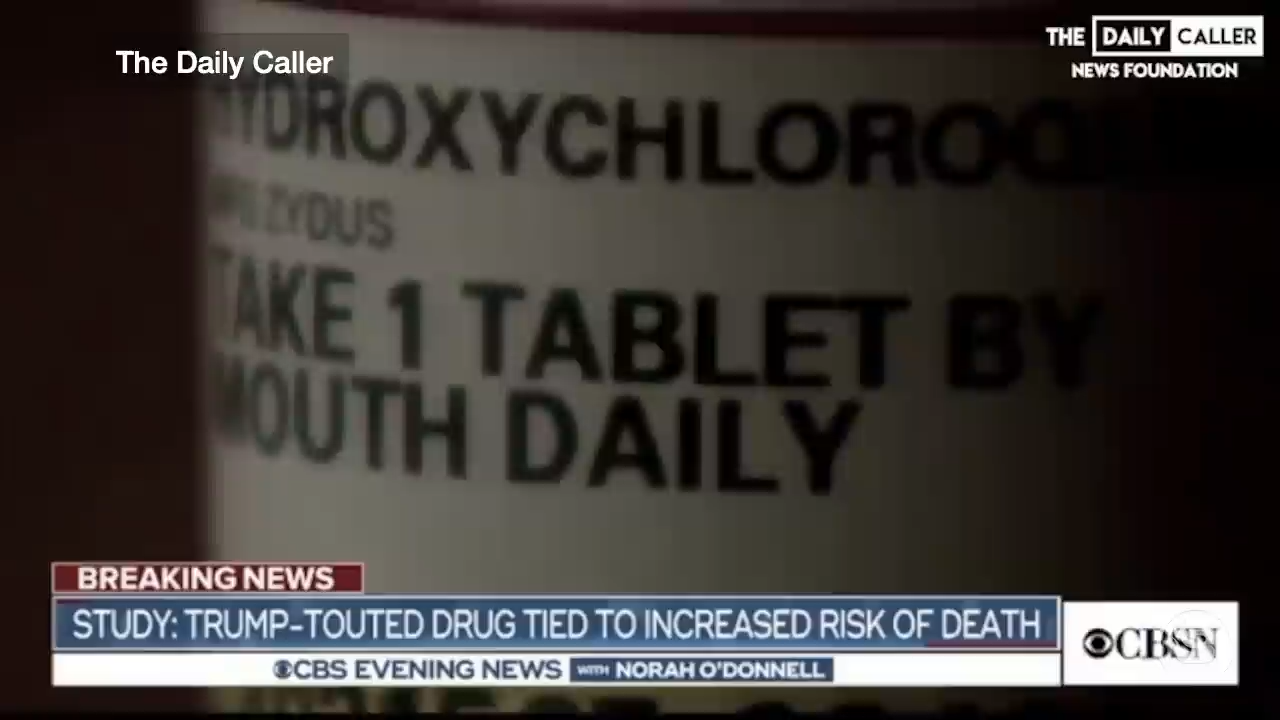 The Daily Caller
THE DAILY CALLER
NEWS FOUNDATION
ZYDUS
TAKE 1 TABLET BY
MOUTH DAILY
BREAKING NEWS
STUDY: TRUMP-TOUTED DRUG TIED TO INCREASED RISK OF DEATH
CBSN
CBS EVENING NEWS WITH NORAH O'DONNELL